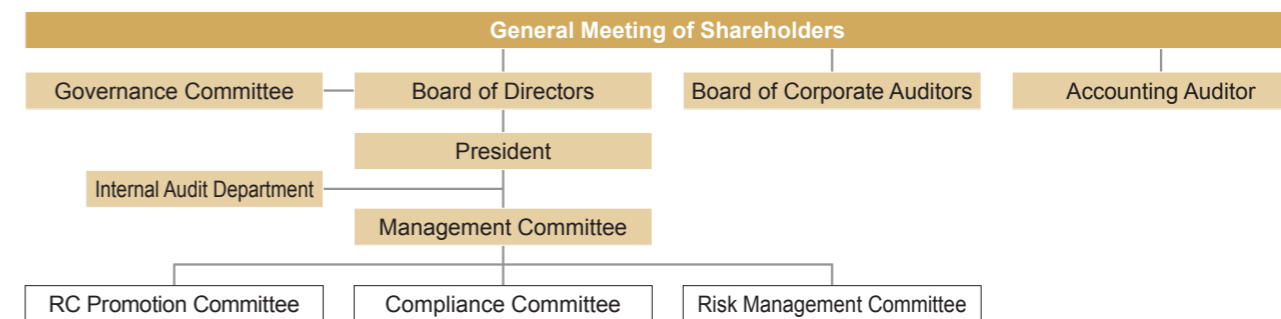 General Meeting of Shareholders
Governance Committee
Board of Directors
Board of Corporate Auditors
Accounting Auditor
President
Internal Audit Department
Management Committee
RC Promotion Committee
Compliance Committee
Risk Management Committee